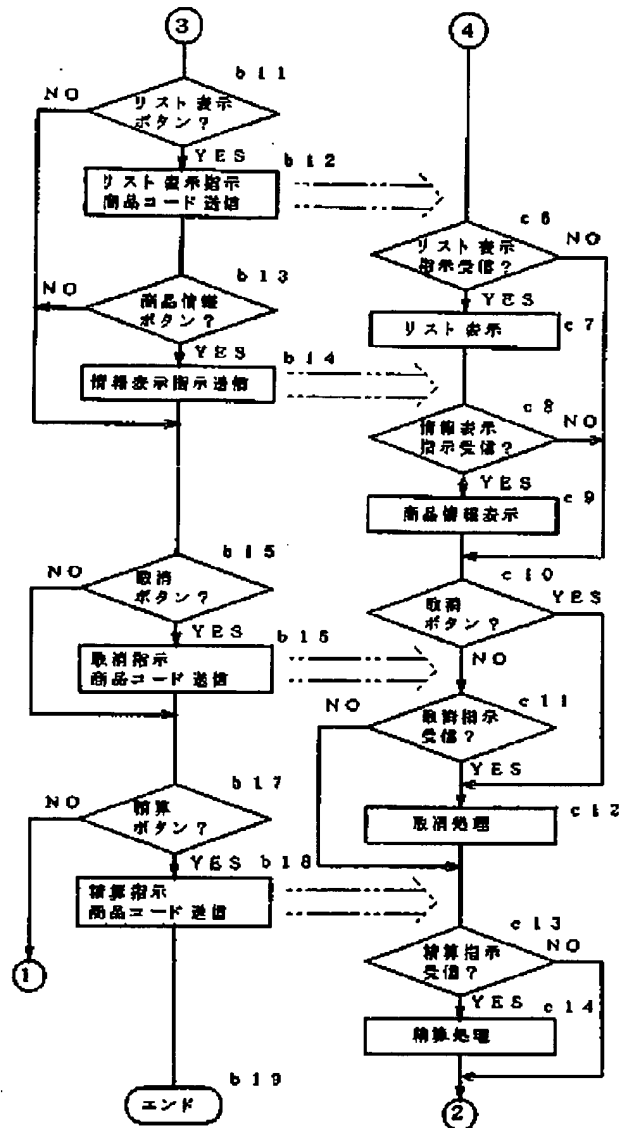 ③
b11
NO
リスト表示
ボタン？
YES
b12
リスト表示指示
商品コード送信
b13
NO
商品情報
ボタン？
YES
b14
情報表示指示送信
b15
NO
取消
ボタン？
YES
b16
取消指示
商品コード送信
b17
NO
精算
ボタン？
YES
b18
精算指示
商品コード送信
①
b19
エンド
④
c6
リスト表示
指示受信？
NO
YES
リスト表示
c7
c8
情報表示
指示受信？
NO
YES
c9
商品情報表示
c10
取消
ボタン？
YES
NO
c11
NO
取消指示
受信？
YES
取消処理
c12
c13
精算指示
受信？
NO
YES
c14
精算処理
②